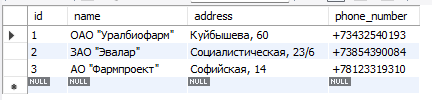 id name address phone_number
1 ОАО "Уралбиофарм" Куйбышева, 60 +73432540193
2 ЗАО "Эвалар" Социалистическая, 23/6 +73854390084
3 АО "Фармпроект" Софийская, 14 +78123319310
NULL NULL NULL NULL